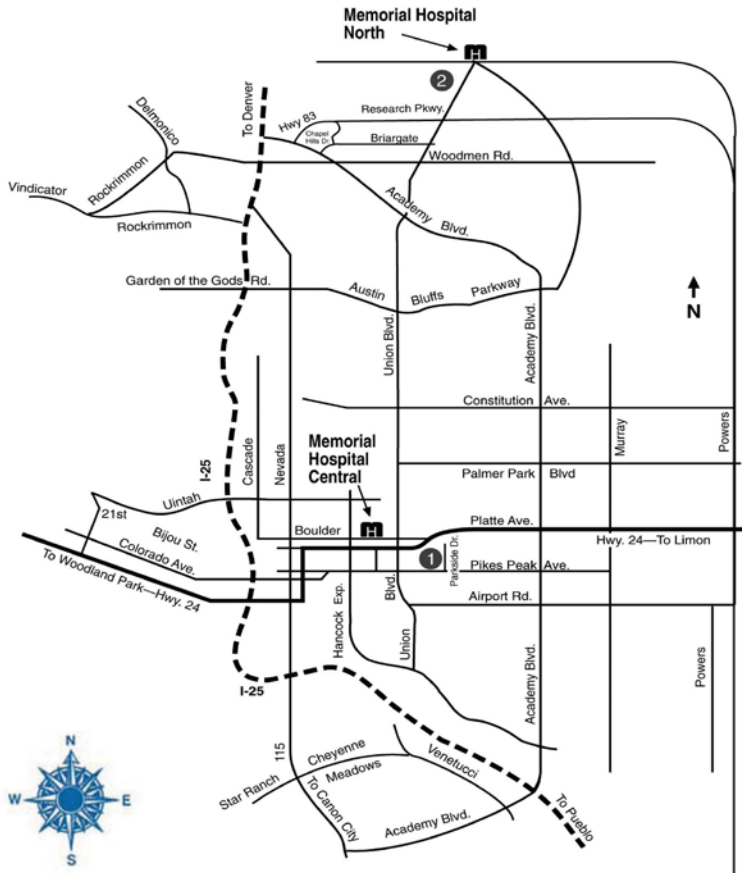 Memorial Hospital
North
2
To Denver
Delmonico
Hwy 83
Research Pkwy.
Chapel
Hills Dr.
Briargate
Woodmen Rd.
Vindicator
Rockrimmon
Rockrimmon
Academy Blvd.
Garden of the Gods Rd.
Austin Bluffs Parkway
N
Union Blvd.
Academy Blvd.
Constitution Ave.
Murray
Powers
I-25
Cascade
Nevada
Memorial
Hospital
Central
Palmer Park Blvd
Uintah
21st
Bijou St.
Boulder
Platte Ave.
Colorado Ave.
1
Parkside Dr.
Hwy. 24—To Limon
To Woodland Park—Hwy. 24
Pikes Peak Ave.
Hancock Exp.
Blvd.
Union
Airport Rd.
Academy Blvd.
Powers
I-25
115
Cheyenne
Meadows
Star Ranch
Venetucci
To Canon City
Academy Blvd.
To Pueblo
N
W
E
S